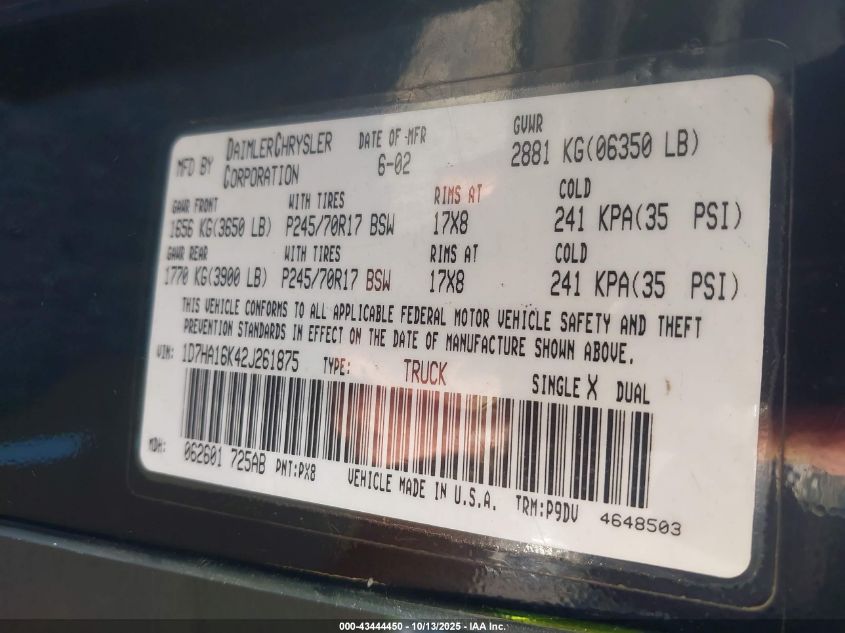 MFD BY DAIMLERCHRYSLER CORPORATION DATE OF MFR 6-02 GVWR 2881 KG(06350 LB)
GAWR FRONT WITH TIRES RIMS AT COLD
1656 KG(3650 LB) P245/70R17 BSW 17X8 241 KPA(35 PSI)
GAWR REAR WITH TIRES RIMS AT COLD
1770 KG(3900 LB) P245/70R17 BSW 17X8 241 KPA(35 PSI)
THIS VEHICLE CONFORMS TO ALL APPLICABLE FEDERAL MOTOR VEHICLE SAFETY AND THEFT
PREVENTION STANDARDS IN EFFECT ON THE DATE OF MANUFACTURE SHOWN ABOVE.
VIN: 1D7HA16K42J261875 TYPE: TRUCK SINGLE X DUAL
MDH: 062601 725AB PNT:PX8 VEHICLE MADE IN U.S.A. TRM:P9DV 4648503
000-43444450 - 10/13/2025 - IAA Inc.